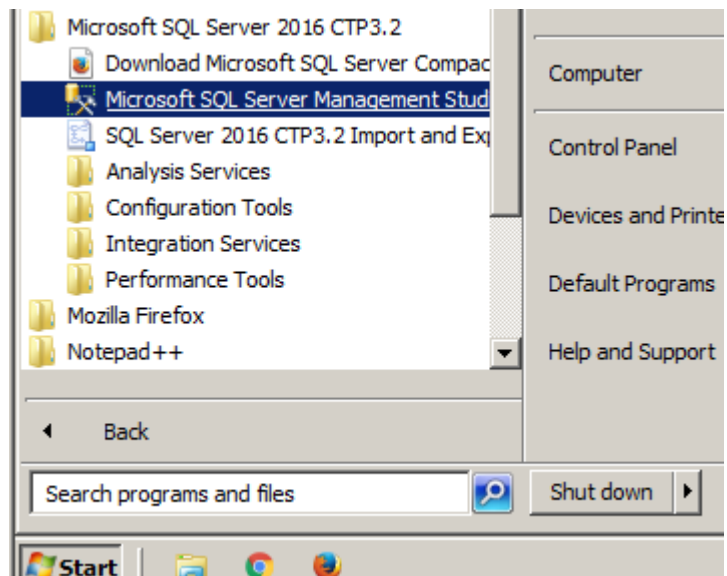 Microsoft SQL Server 2016 CTP3.2
Download Microsoft SQL Server Compac
Microsoft SQL Server Management Stud
SQL Server 2016 CTP3.2 Import and Ex
Analysis Services
Configuration Tools
Integration Services
Performance Tools
Mozilla Firefox
Notepad++
Back
Search programs and files
Computer
Control Panel
Devices and Printe
Default Programs
Help and Support
Shut down
Start